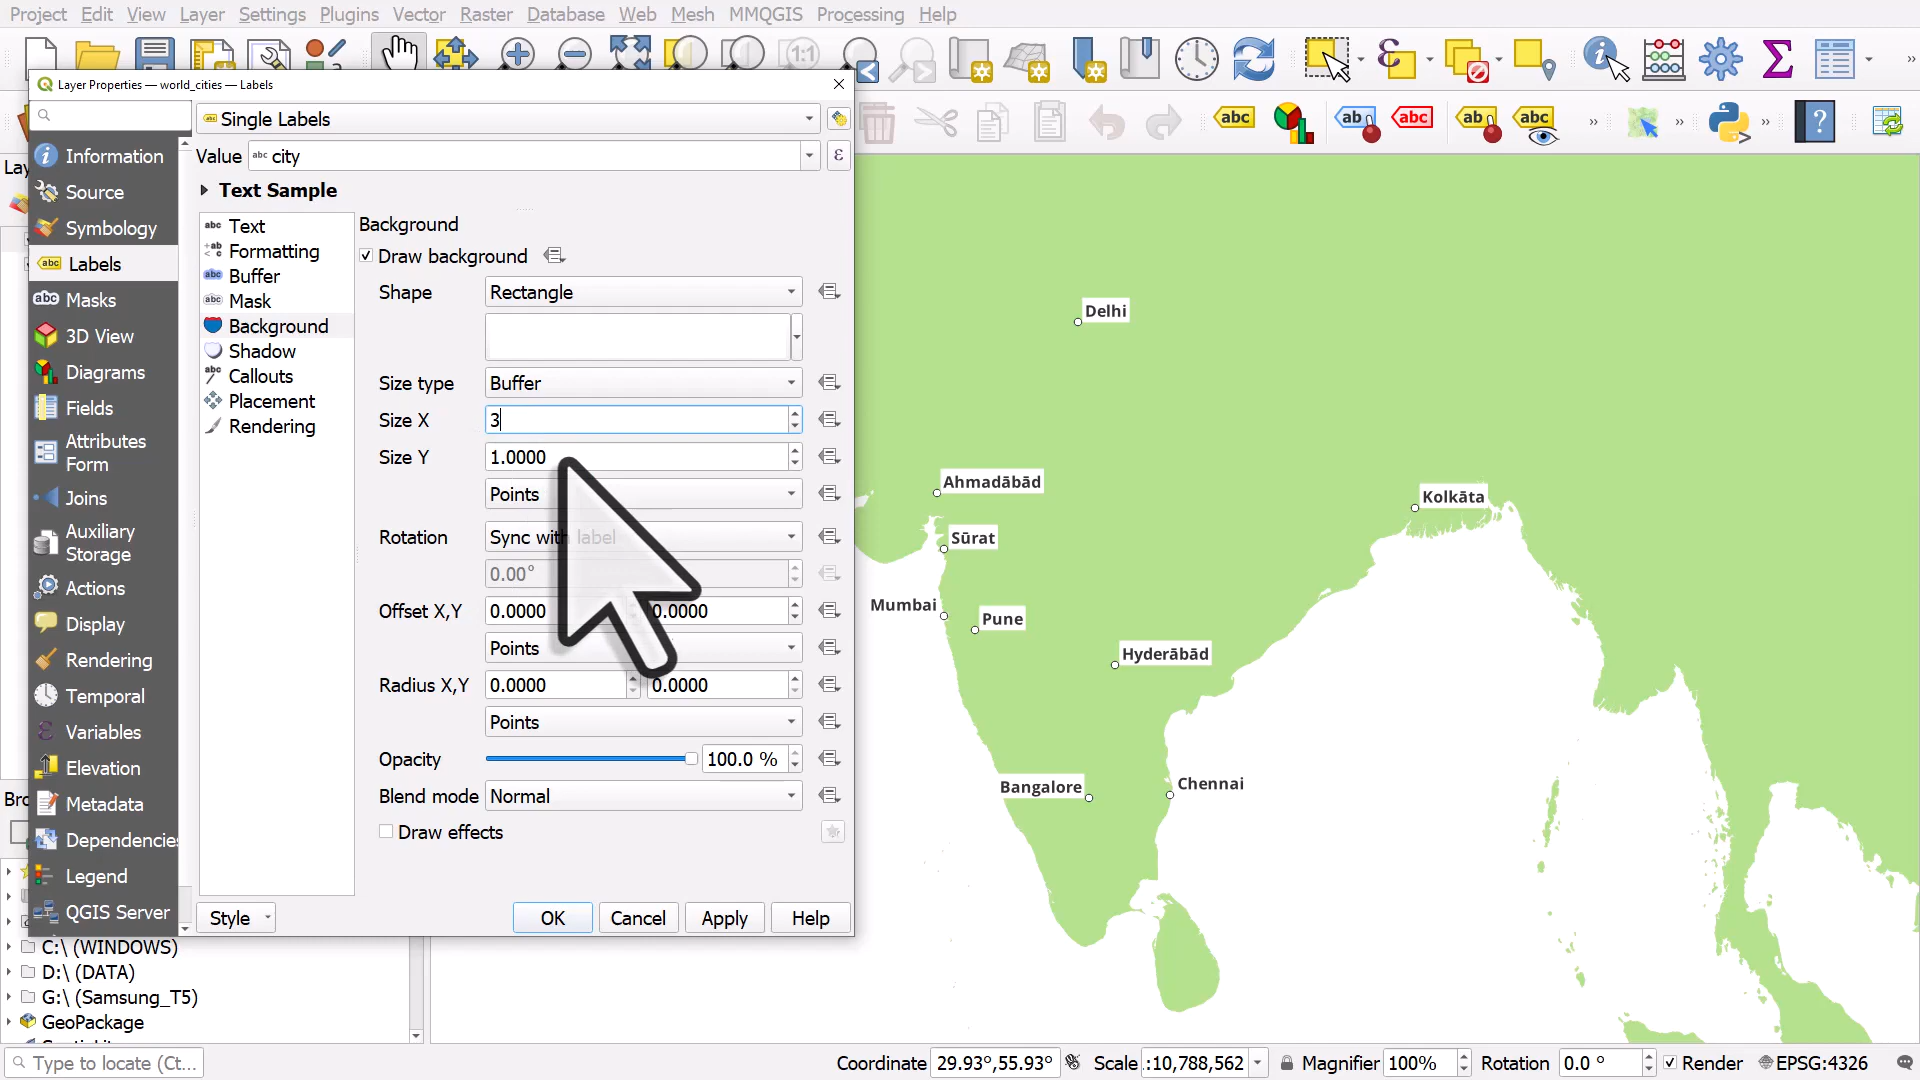 Project Edit View Layer Settings Plugins Vector Raster Database Web Mesh MMQGIS Processing Help
Layer Properties — world_cities — Labels
Single Labels
Value abc city
Text Sample
Information
Source
Symbology
Labels
Masks
3D View
Diagrams
Fields
Attributes
Form
Joins
Auxiliary
Storage
Actions
Display
Rendering
Temporal
Variables
Elevation
Metadata
Dependencies
Legend
QGIS Server
Text
Formatting
Buffer
Mask
Background
Shadow
Callouts
Placement
Rendering
Background
Draw background
Shape Rectangle
Size type Buffer
Size X 3
Size Y 1.0000
Points
Rotation Sync with label
0.00°
Offset X,Y 0.0000 0.0000
Points
Radius X,Y 0.0000 0.0000
Points
Opacity 100.0 %
Blend mode Normal
Draw effects
Style OK Cancel Apply Help
Delhi
Ahmadābād
Kolkāta
Sūrat
Mumbai
Pune
Hyderābād
Bangalore
Chennai
C:\ (WINDOWS)
D:\ (DATA)
G:\ (Samsung_T5)
GeoPackage
Type to locate (Ct...
Coordinate 29.93°,55.93° Scale :10,788,562 Magnifier 100% Rotation 0.0 ° Render EPSG:4326